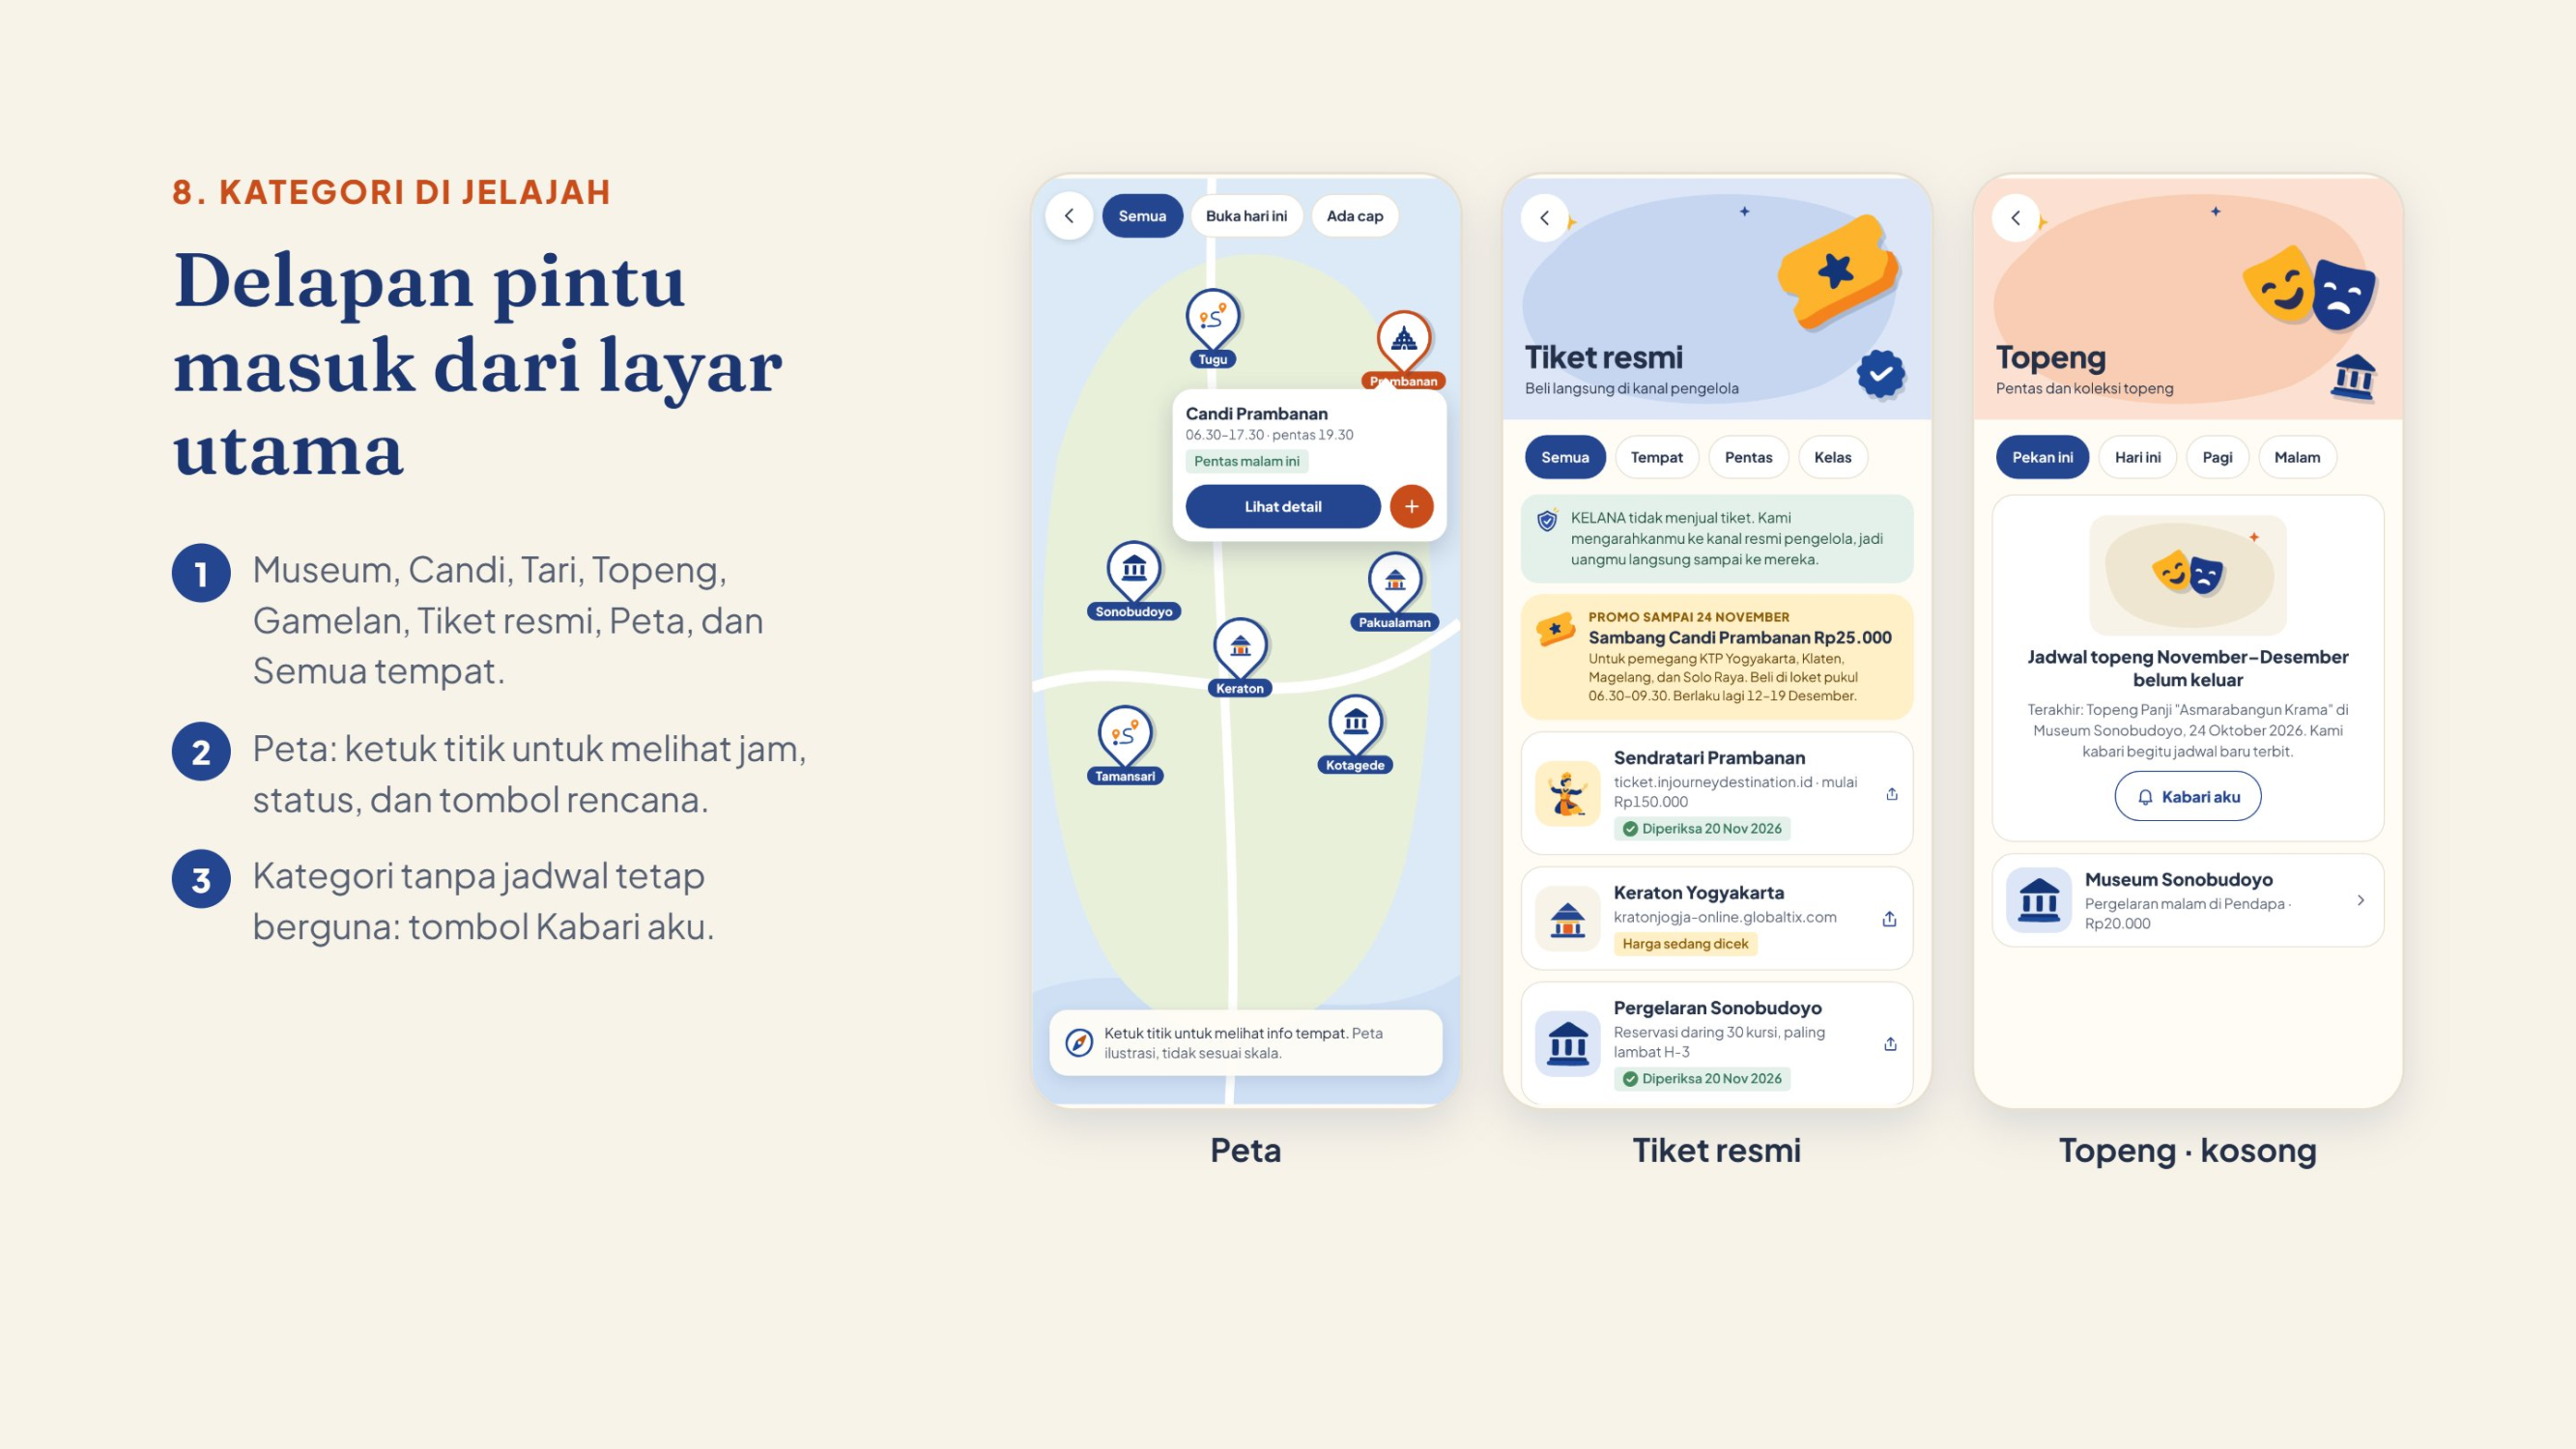 8. KATEGORI DI JELAJAH
Delapan pintu
masuk dari layar
utama
1
Museum, Candi, Tari, Topeng,
Gamelan, Tiket resmi, Peta, dan
Semua tempat.
2
Peta: ketuk titik untuk melihat jam,
status, dan tombol rencana.
3
Kategori tanpa jadwal tetap
berguna: tombol Kabari aku.
Semua
Buka hari ini
Ada cap
Tugu
Prambanan
Candi Prambanan
06.30–17.30 · pentas 19.30
Pentas malam ini
Lihat detail
Sonobudoyo
Pakualaman
Keraton
Tamansari
Kotagede
Ketuk titik untuk melihat info tempat. Peta
ilustrasi, tidak sesuai skala.
Peta
Tiket resmi
Beli langsung di kanal pengelola
Semua
Tempat
Pentas
Kelas
KELANA tidak menjual tiket. Kami
mengarahkanmu ke kanal resmi pengelola, jadi
uangmu langsung sampai ke mereka.
PROMO SAMPAI 24 NOVEMBER
Sambang Candi Prambanan Rp25.000
Untuk pemegang KTP Yogyakarta, Klaten,
Magelang, dan Solo Raya. Beli di loket pukul
06.30–09.30. Berlaku lagi 12–19 Desember.
Sendratari Prambanan
ticket.injourneydestination.id · mulai
Rp150.000
Diperiksa 20 Nov 2026
Keraton Yogyakarta
kratonjogja-online.globaltix.com
Harga sedang dicek
Pergelaran Sonobudoyo
Reservasi daring 30 kursi, paling
lambat H-3
Diperiksa 20 Nov 2026
Tiket resmi
Topeng
Pentas dan koleksi topeng
Pekan ini
Hari ini
Pagi
Malam
Jadwal topeng November–Desember
belum keluar
Terakhir: Topeng Panji "Asmarabangun Krama" di
Museum Sonobudoyo, 24 Oktober 2026. Kami
kabari begitu jadwal baru terbit.
Kabari aku
Museum Sonobudoyo
Pergelaran malam di Pendapa ·
Rp20.000
Topeng · kosong